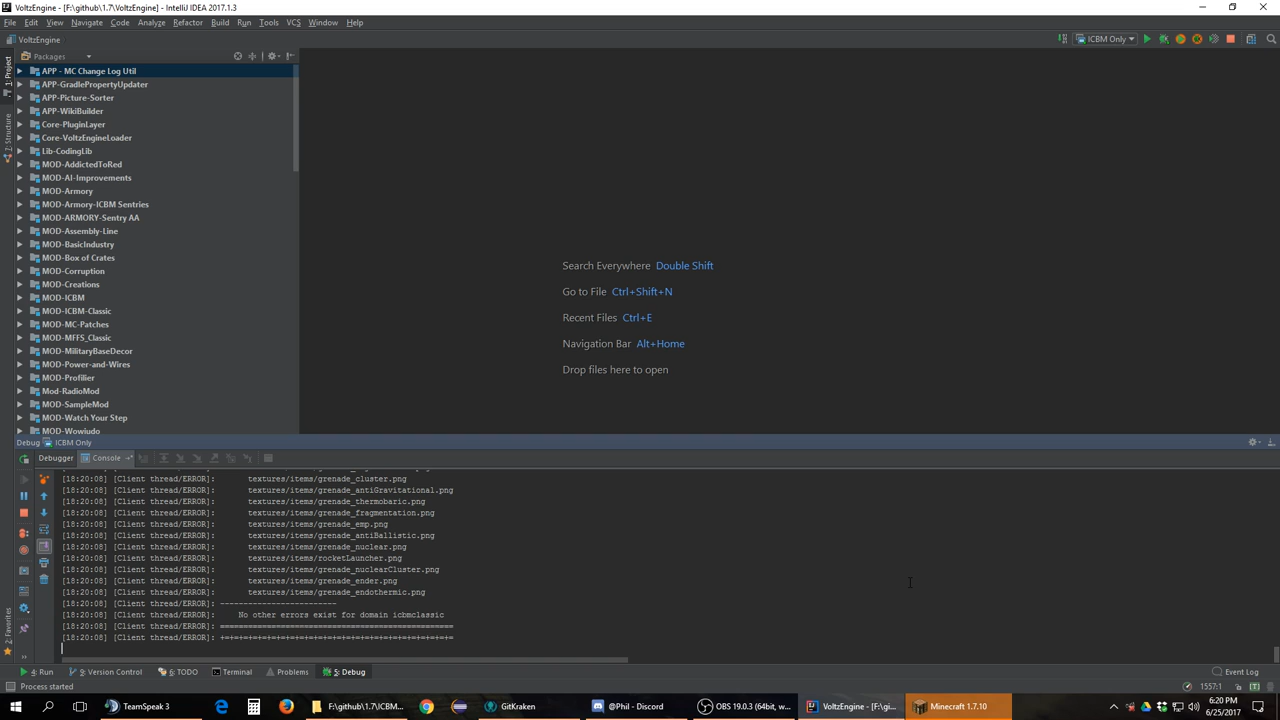 VoltzEngine - [F:\github\1.7\VoltzEngine] - IntelliJ IDEA 2017.1.3
File Edit View Navigate Code Analyze Refactor Build Run Tools VCS Window Help
VoltzEngine
ICBM Only
Packages
1: Project
APP - MC Change Log Util
APP-GradlePropertyUpdater
APP-Picture-Sorter
APP-WikiBuilder
7: Structure
Core-PluginLayer
Core-VoltzEngineLoader
Lib-CodingLib
MOD-AddictedToRed
MOD-AI-Improvements
MOD-Armory
MOD-Armory-ICBM Sentries
MOD-ARMORY-Sentry AA
MOD-Assembly-Line
MOD-BasicIndustry
MOD-Box of Crates
MOD-Corruption
MOD-Creations
MOD-ICBM
MOD-ICBM-Classic
MOD-MC-Patches
MOD-MFFS_Classic
MOD-MilitaryBaseDecor
MOD-Power-and-Wires
MOD-Profilier
Mod-RadioMod
MOD-SampleMod
MOD-Watch Your Step
MOD-Wowjudo
Search Everywhere Double Shift
Go to File Ctrl+Shift+N
Recent Files Ctrl+E
Navigation Bar Alt+Home
Drop files here to open
Debug ICBM Only
Debugger Console
[18:20:08] [Client thread/ERROR]: textures/items/grenade_cluster.png
[18:20:08] [Client thread/ERROR]: textures/items/grenade_antiGravitational.png
[18:20:08] [Client thread/ERROR]: textures/items/grenade_thermobaric.png
[18:20:08] [Client thread/ERROR]: textures/items/grenade_fragmentation.png
[18:20:08] [Client thread/ERROR]: textures/items/grenade_emp.png
[18:20:08] [Client thread/ERROR]: textures/items/grenade_antiBallistic.png
[18:20:08] [Client thread/ERROR]: textures/items/grenade_nuclear.png
[18:20:08] [Client thread/ERROR]: textures/items/rocketLauncher.png
[18:20:08] [Client thread/ERROR]: textures/items/grenade_nuclearCluster.png
[18:20:08] [Client thread/ERROR]: textures/items/grenade_ender.png
[18:20:08] [Client thread/ERROR]: textures/items/grenade_endothermic.png
[18:20:08] [Client thread/ERROR]: -------------------------
[18:20:08] [Client thread/ERROR]: No other errors exist for domain icbmclassic
[18:20:08] [Client thread/ERROR]: ==================================================
[18:20:08] [Client thread/ERROR]: +=+=+=+=+=+=+=+=+=+=+=+=+=+=+=+=+=+=+=+=+=+=+=+=+=
2: Favorites
4: Run 9: Version Control 6: TODO Terminal Problems 5: Debug Event Log
Process started 1557:1
TeamSpeak 3 F:\github\1.7\ICBM... GitKraken @Phil - Discord OBS 19.0.3 (64bit, w... VoltzEngine - [F:\gi... Minecraft 1.7.10
6:20 PM
6/25/2017